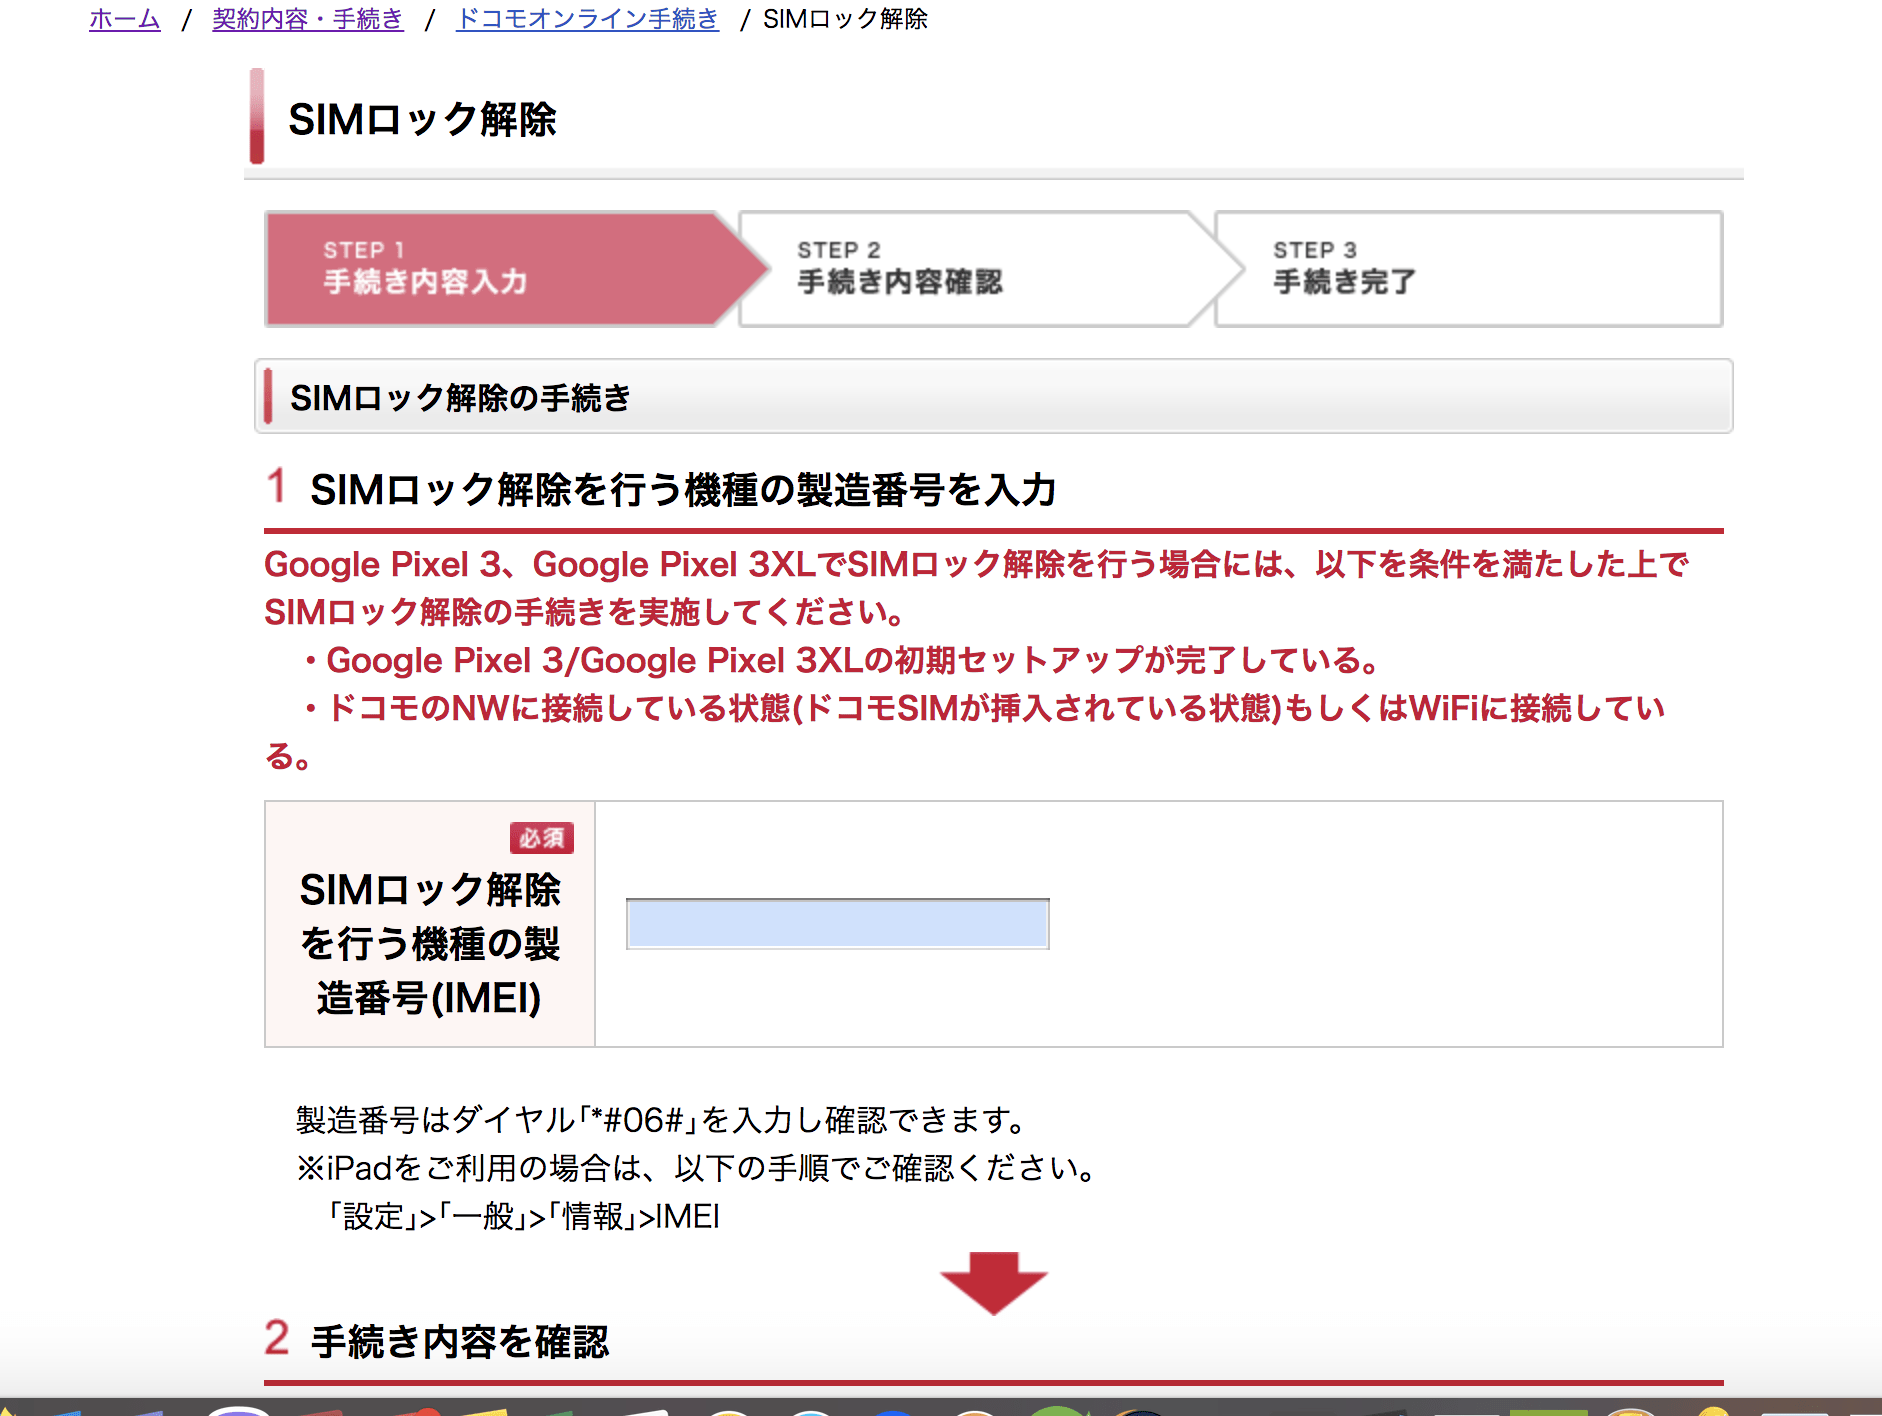 ホーム / 契約内容・手続き / ドコモオンライン手続き / SIMロック解除
SIMロック解除
STEP 1
手続き内容入力
STEP 2
手続き内容確認
STEP 3
手続き完了
SIMロック解除の手続き
1 SIMロック解除を行う機種の製造番号を入力
Google Pixel 3、Google Pixel 3XLでSIMロック解除を行う場合には、以下を条件を満たした上で
SIMロック解除の手続きを実施してください。
・Google Pixel 3/Google Pixel 3XLの初期セットアップが完了している。
・ドコモのNWに接続している状態(ドコモSIMが挿入されている状態)もしくはWiFiに接続してい
る。
必須
SIMロック解除
を行う機種の製
造番号(IMEI)
製造番号はダイヤル「*#06#」を入力し確認できます。
※iPadをご利用の場合は、以下の手順でご確認ください。
「設定」>「一般」>「情報」>IMEI
2 手続き内容を確認